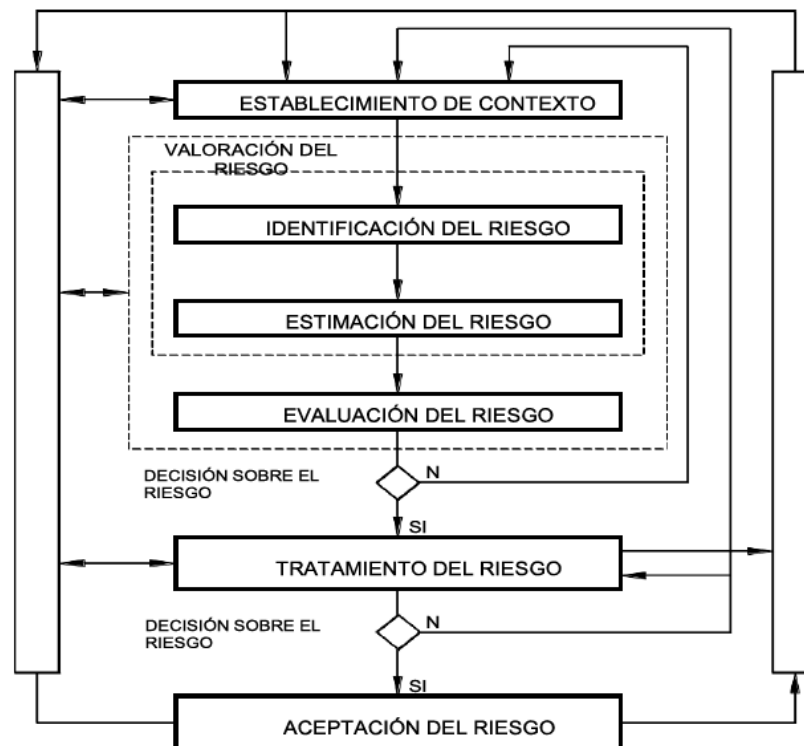 ESTABLECIMIENTO DE CONTEXTO
VALORACIÓN DEL
RIESGO
IDENTIFICACIÓN DEL RIESGO
ESTIMACIÓN DEL RIESGO
EVALUACIÓN DEL RIESGO
DECISIÓN SOBRE EL
RIESGO
N
SI
TRATAMIENTO DEL RIESGO
DECISIÓN SOBRE EL
RIESGO
N
SI
ACEPTACIÓN DEL RIESGO